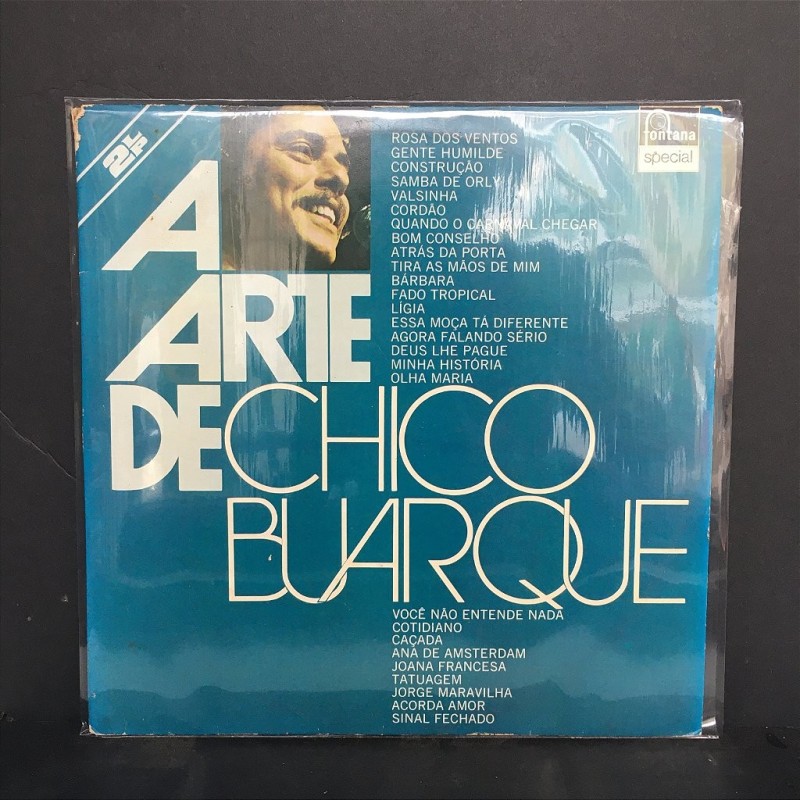 2LP
A
ARTE
DE CHICO
BUARQUE
fontana
special
ROSA DOS VENTOS
GENTE HUMILDE
CONSTRUÇÃO
SAMBA DE ORLY
VALSINHA
CORDÃO
QUANDO O CARNAVAL CHEGAR
BOM CONSELHO
ATRÁS DA PORTA
TIRA AS MÃOS DE MIM
BÁRBARA
FADO TROPICAL
LÍGIA
ESSA MOÇA TÁ DIFERENTE
AGORA FALANDO SÉRIO
DEUS LHE PAGUE
MINHA HISTÓRIA
OLHA MARIA
VOCÊ NÃO ENTENDE NADA
COTIDIANO
CAÇADA
ANA DE AMSTERDAM
JOANA FRANCESA
TATUAGEM
JORGE MARAVILHA
ACORDA AMOR
SINAL FECHADO